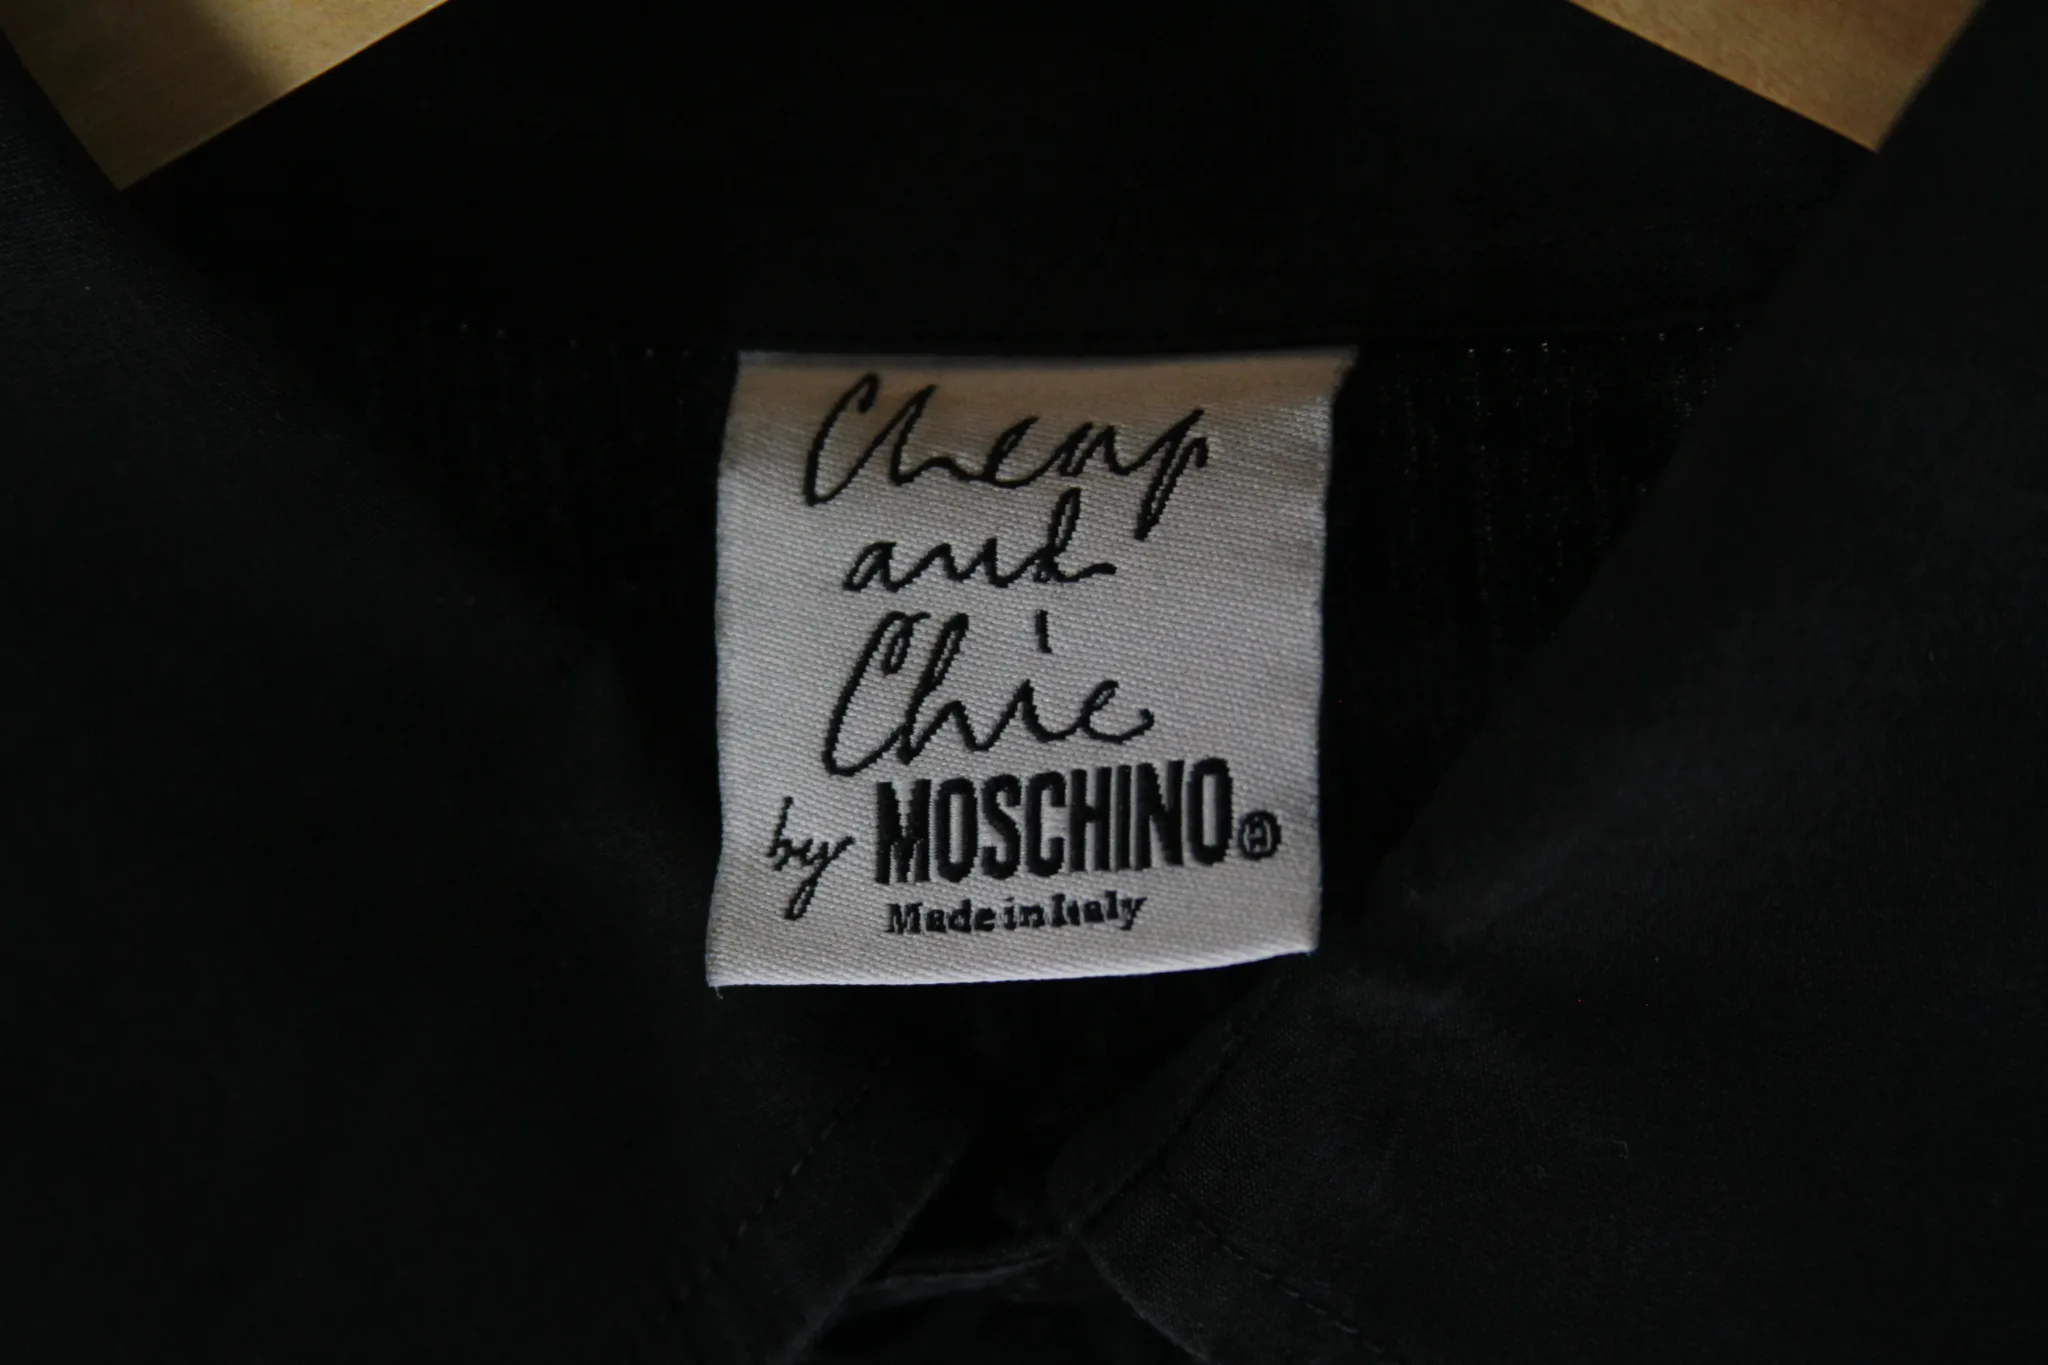 Cheap
and
Chic
by MOSCHINO®
Made in Italy